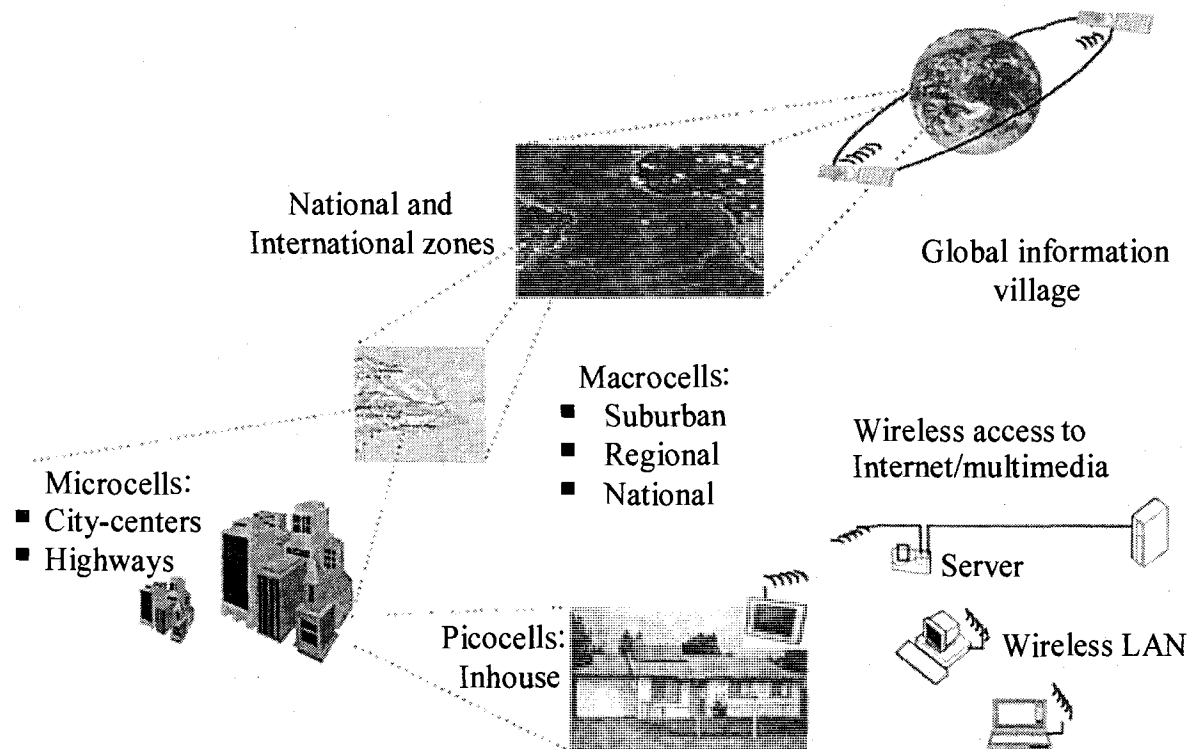 National and
International zones
Global information
village
Macrocells:
■ Suburban
■ Regional
■ National
Wireless access to
Internet/multimedia
Microcells:
■ City-centers
■ Highways
Server
Picocells:
Inhouse
Wireless LAN